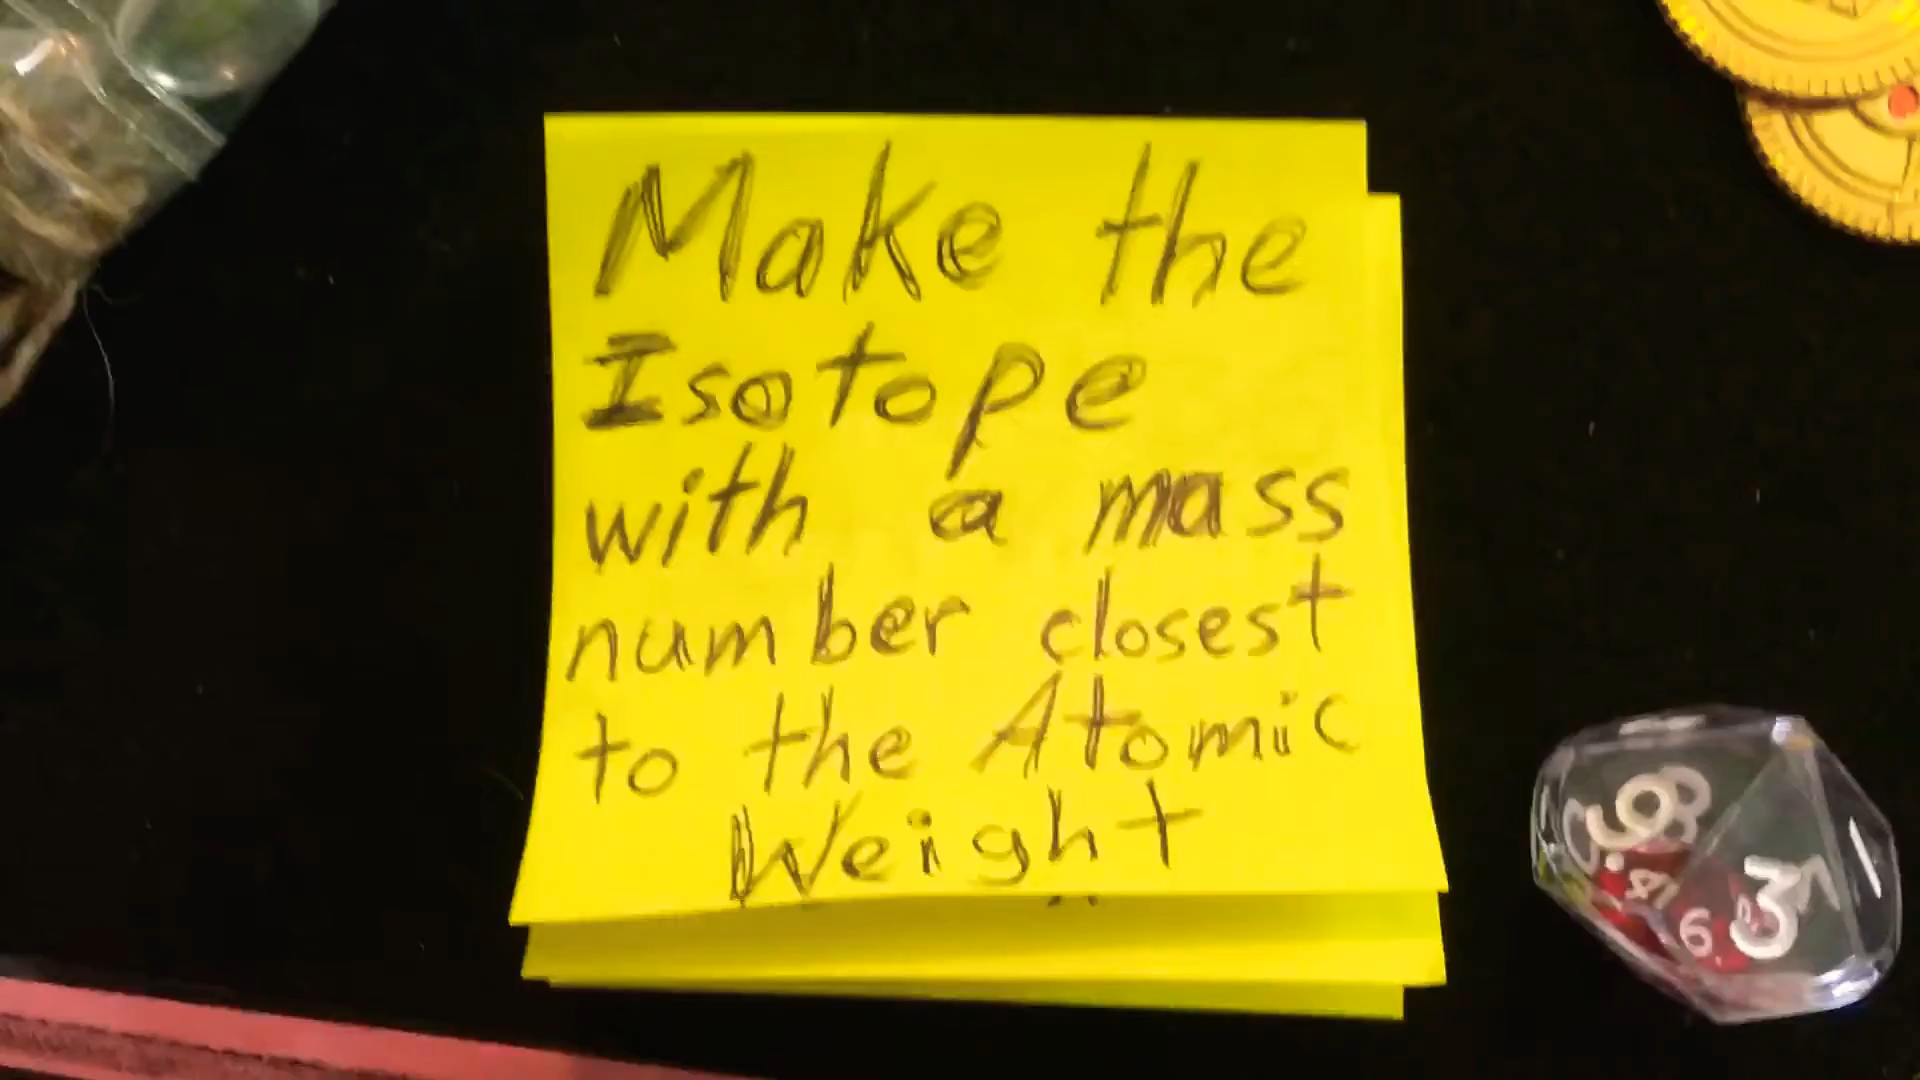 Make the
Isotope
with a mass
number closest
to the Atomic
Weight